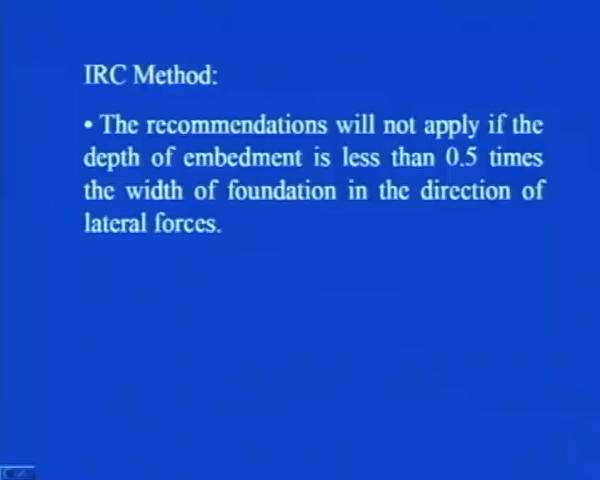 IRC Method:
• The recommendations will not apply if the
depth of embedment is less than 0.5 times
the width of foundation in the direction of
lateral forces.